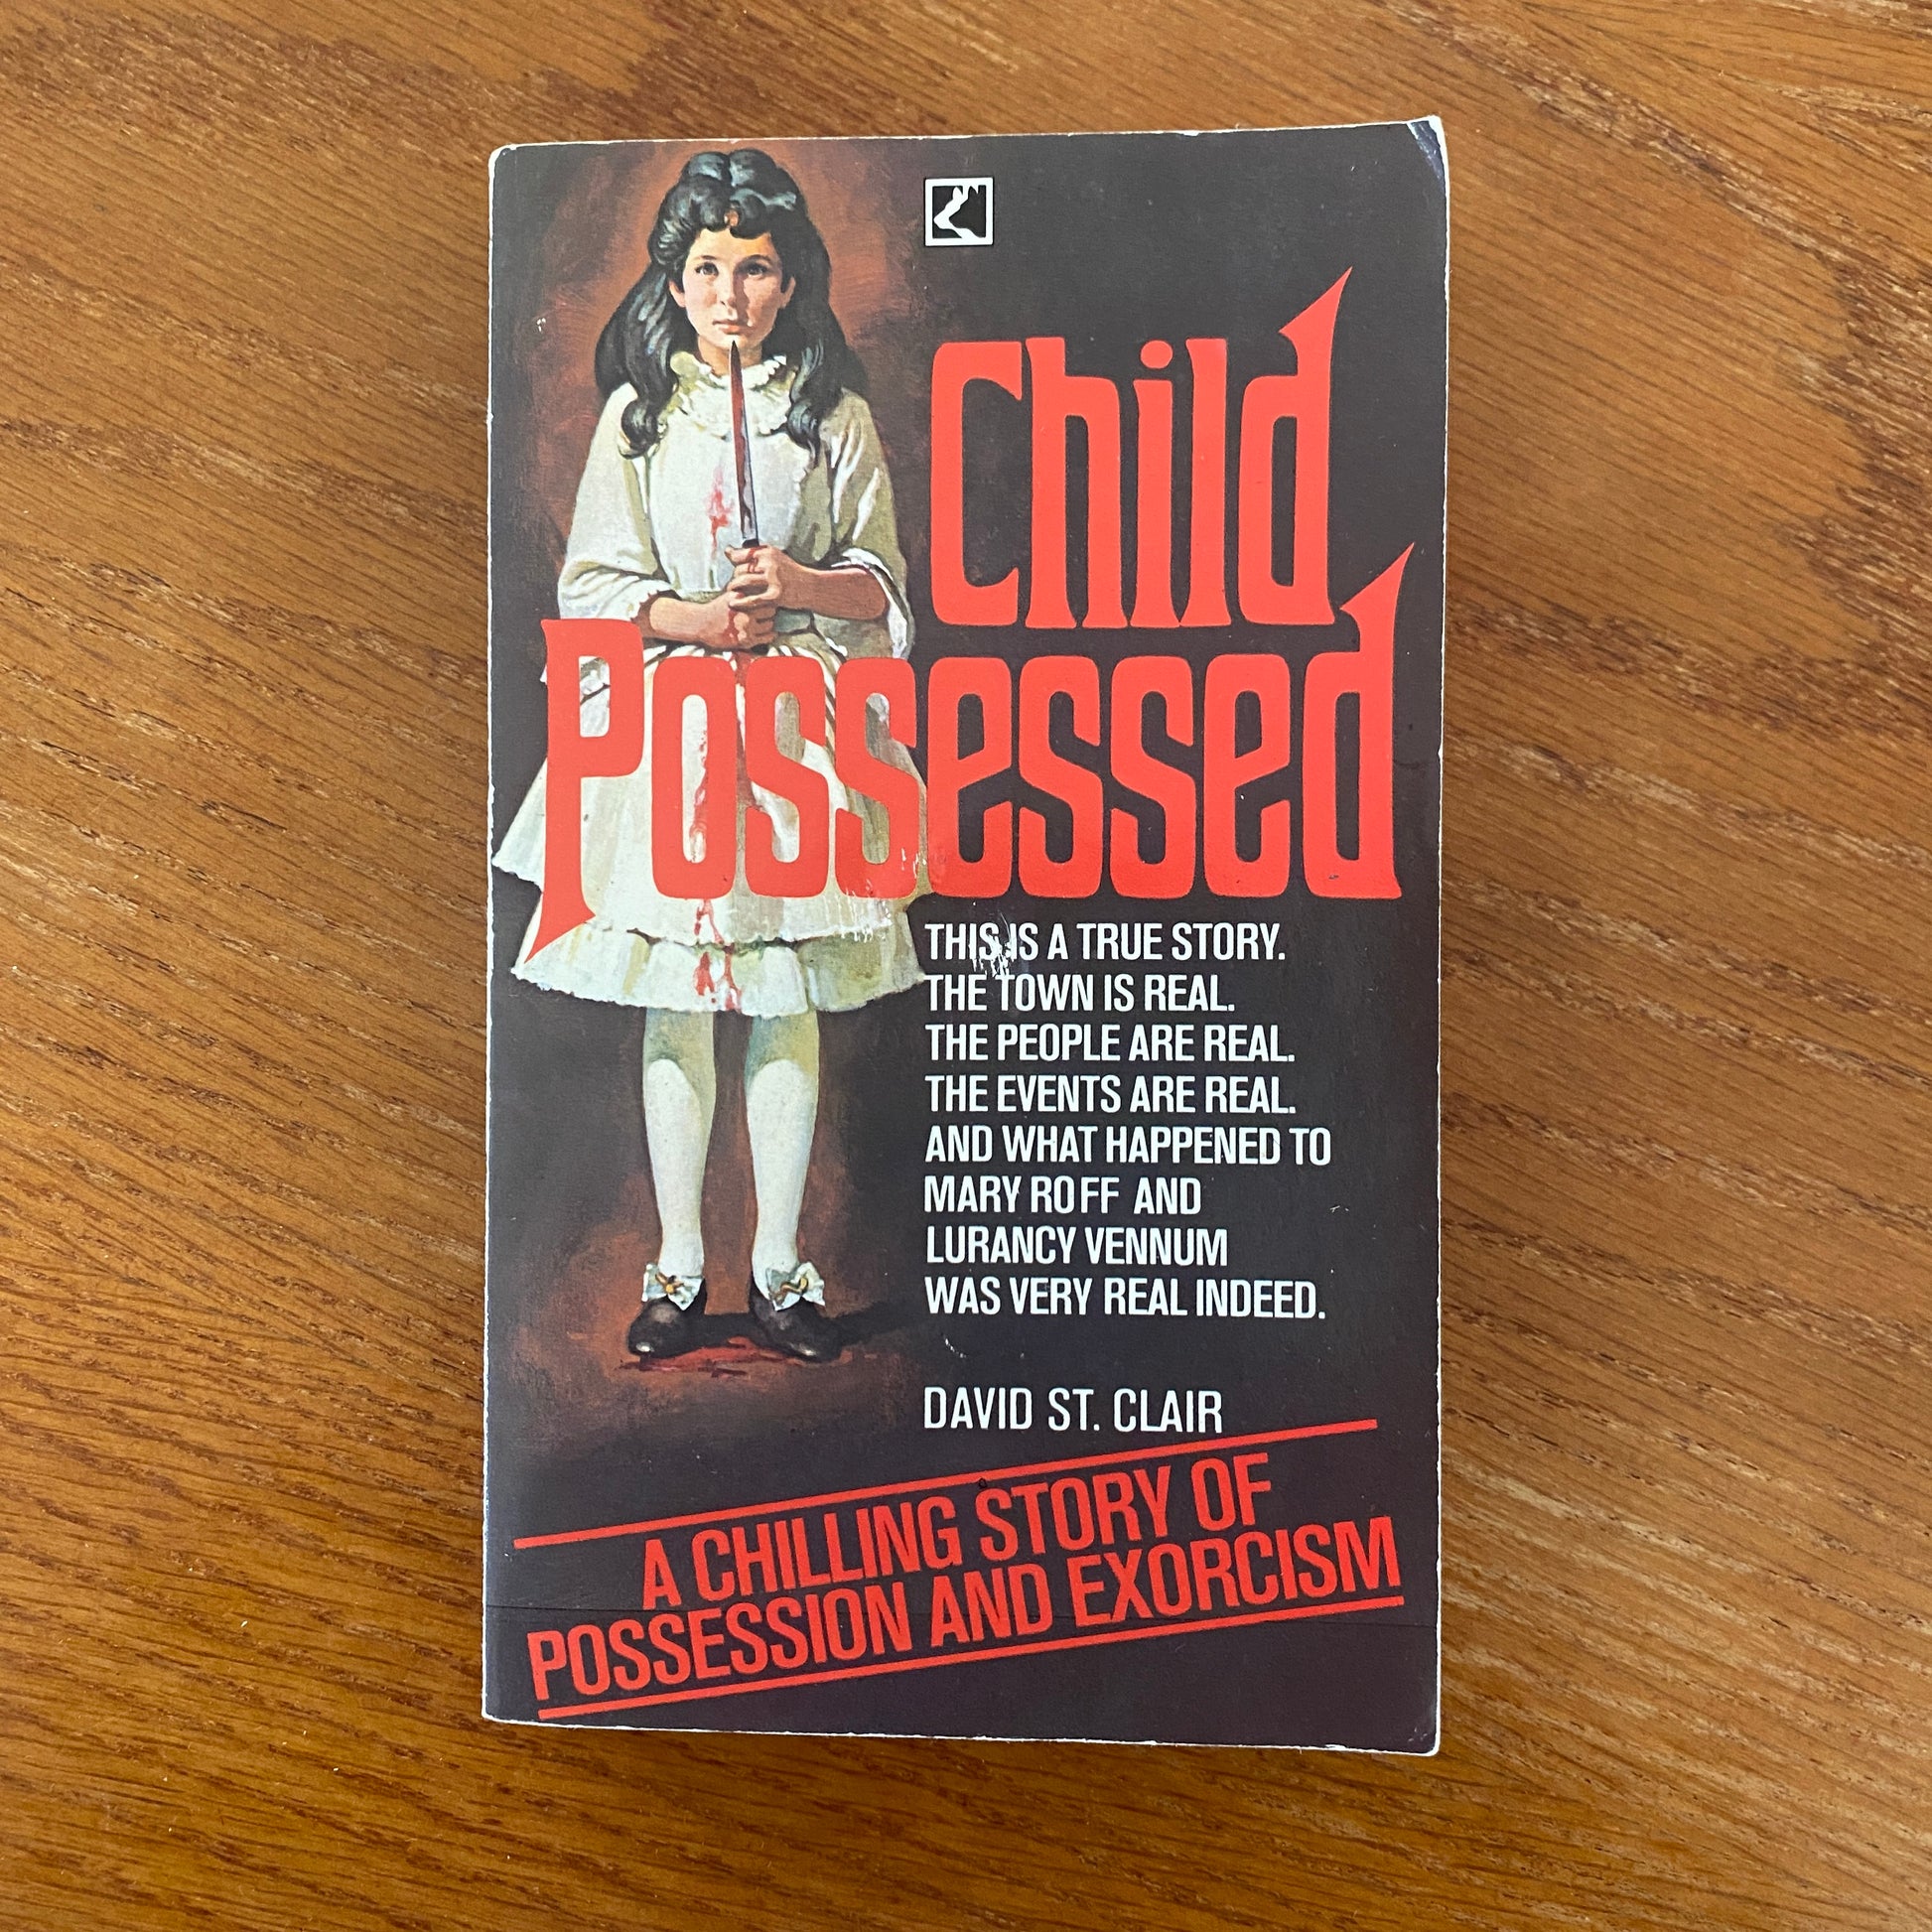 Child
Possessed
THIS IS A TRUE STORY.
THE TOWN IS REAL.
THE PEOPLE ARE REAL.
THE EVENTS ARE REAL.
AND WHAT HAPPENED TO
MARY ROFF AND
LURANCY VENNUM
WAS VERY REAL INDEED.
DAVID ST. CLAIR
A CHILLING STORY OF
POSSESSION AND EXORCISM